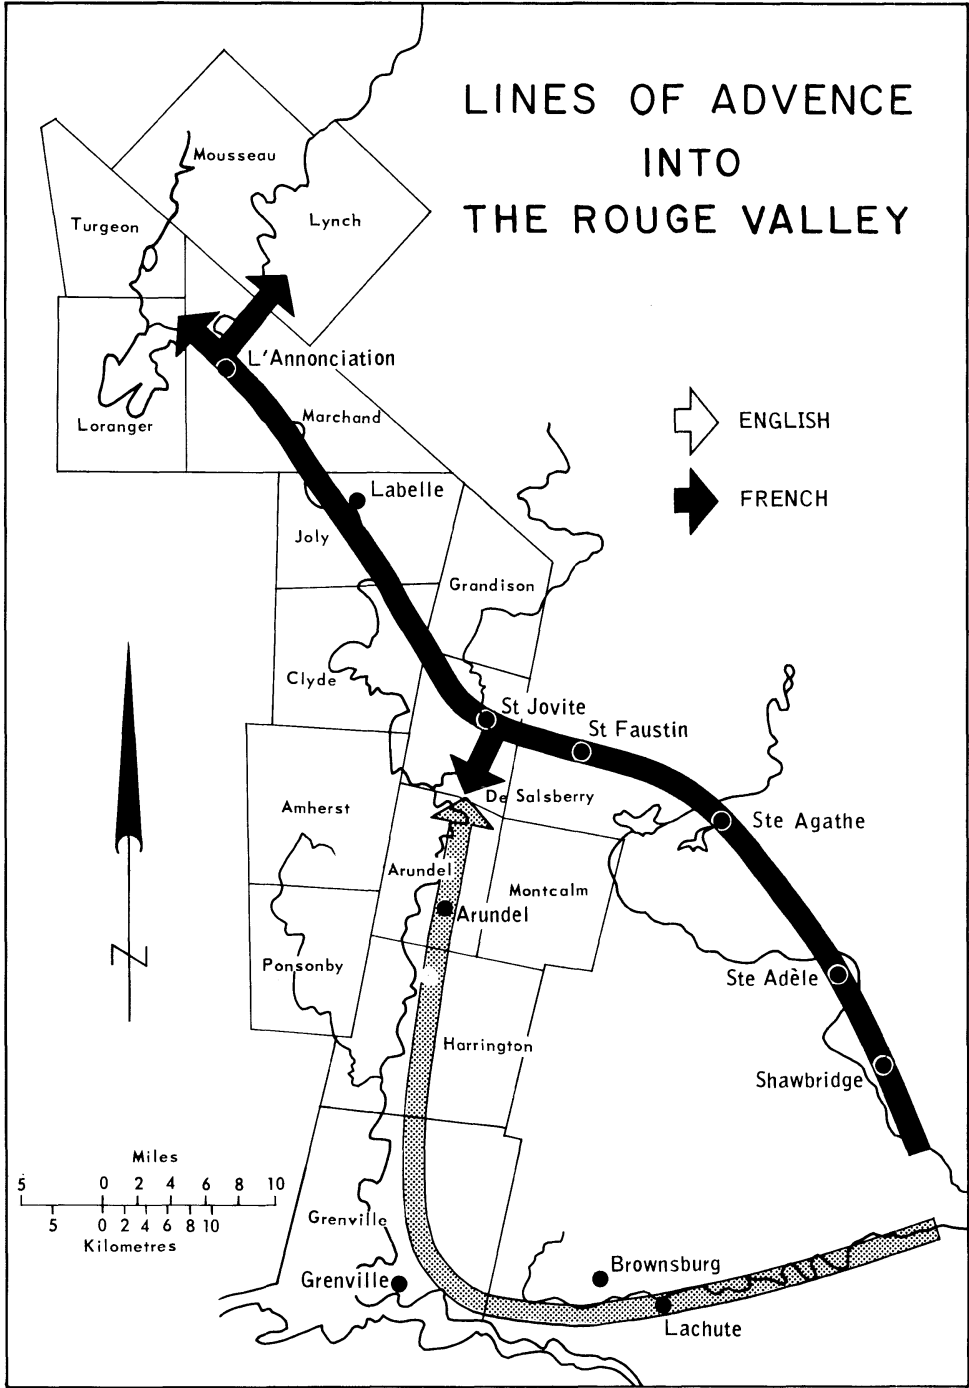 LINES OF ADVENCE
INTO
THE ROUGE VALLEY
Mousseau
Turgeon
Lynch
L'Annonciation
Marchand
Loranger
ENGLISH
FRENCH
Labelle
Joly
Grandison
Clyde
St Jovite
St Faustin
De Salsberry
Amherst
Ste Agathe
Arundel
Montcalm
Arundel
Ponsonby
Ste Adèle
N
Harrington
Shawbridge
Miles
5 0 2 4 6 8 10
5 0 2 4 6 8 10
Kilometres
Grenville
Grenville
Brownsburg
Lachute